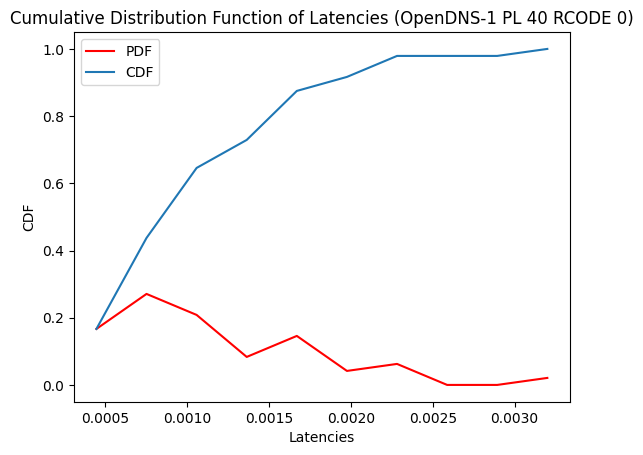 Cumulative Distribution Function of Latencies (OpenDNS-1 PL 40 RCODE 0)
PDF
CDF
1.0
0.8
0.6
0.4
0.2
0.0
CDF
0.0005
0.0010
0.0015
0.0020
0.0025
0.0030
Latencies